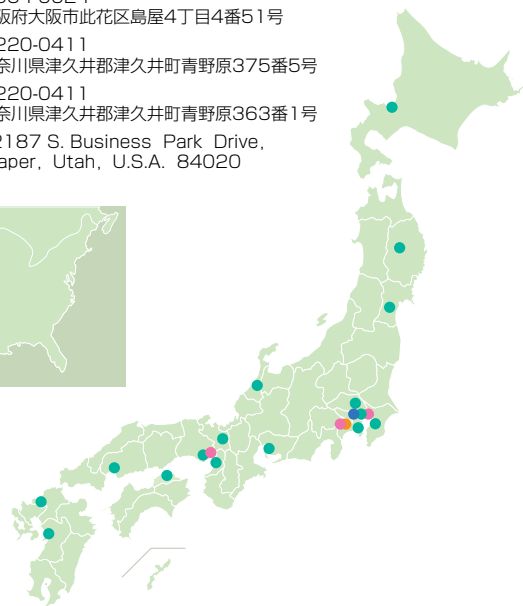 阪府大阪市此花区島屋4丁目4番51号
220-0411
奈川県津久井郡津久井町青野原375番5号
220-0411
奈川県津久井郡津久井町青野原363番1号
2187 S. Business Park Drive,
aper, Utah, U.S.A. 84020